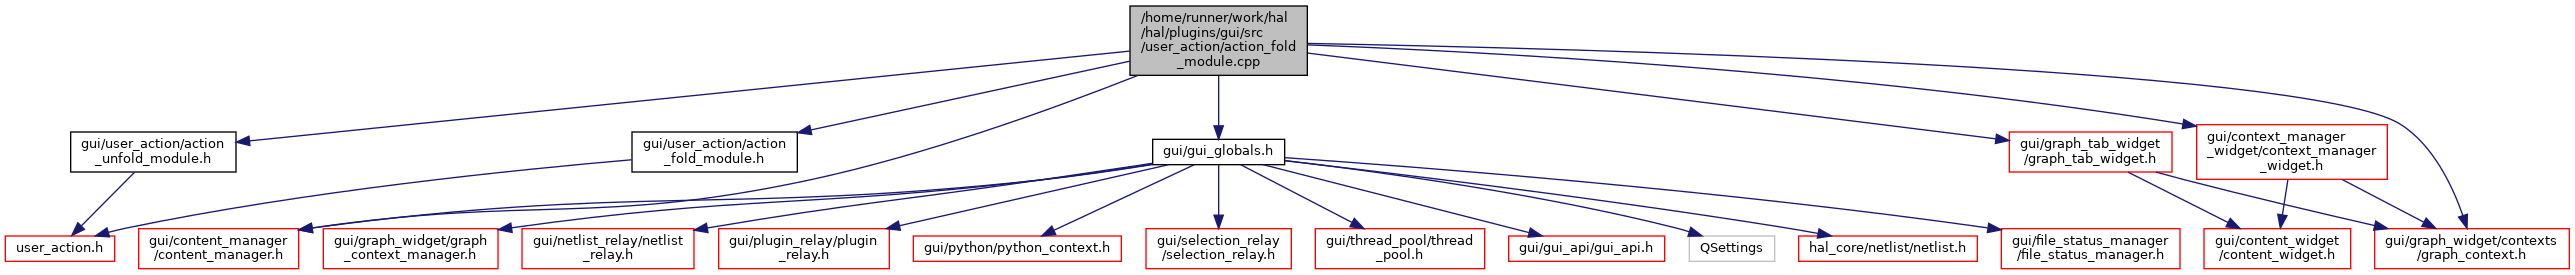 /home/runner/work/hal
/hal/plugins/gui/src
/user_action/action_fold
_module.cpp
gui/user_action/action
_unfold_module.h
gui/user_action/action
_fold_module.h
gui/gui_globals.h
gui/graph_tab_widget
/graph_tab_widget.h
gui/context_manager
_widget/context_manager
_widget.h
user_action.h
gui/content_manager
/content_manager.h
gui/graph_widget/graph
_context_manager.h
gui/netlist_relay/netlist
_relay.h
gui/plugin_relay/plugin
_relay.h
gui/python/python_context.h
gui/selection_relay
/selection_relay.h
gui/thread_pool/thread
_pool.h
gui/gui_api/gui_api.h
QSettings
hal_core/netlist/netlist.h
gui/file_status_manager
/file_status_manager.h
gui/content_widget
/content_widget.h
gui/graph_widget/contexts
/graph_context.h